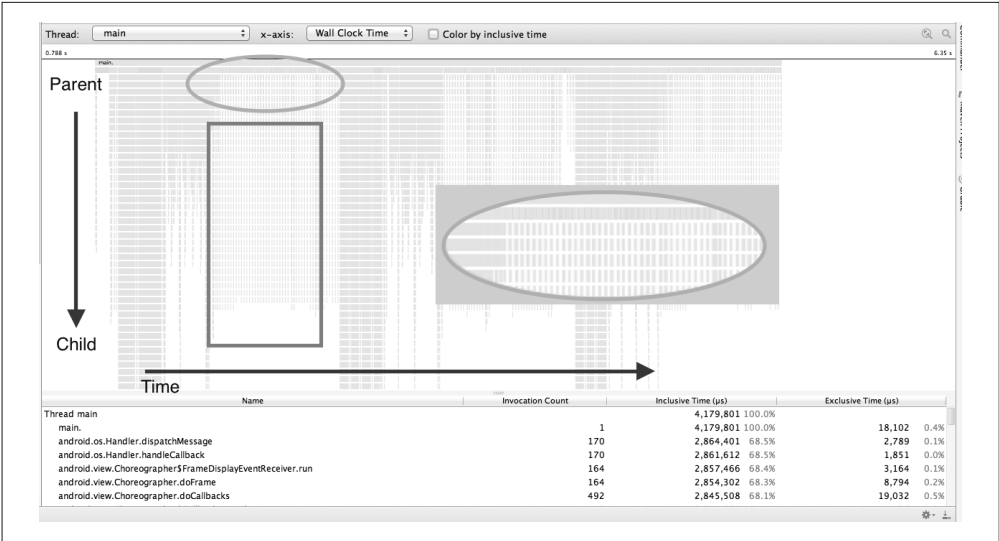 Thread: main x-axis: Wall Clock Time Color by inclusive time
0.788 s 6.35 s
main.
Parent
Child
Time
Name Invocation Count Inclusive Time (µs) Exclusive Time (µs)
Thread main 4,179,801 100.0%
main. 1 4,179,801 100.0% 18,102 0.4%
android.os.Handler.dispatchMessage 170 2,864,401 68.5% 2,789 0.1%
android.os.Handler.handleCallback 170 2,861,612 68.5% 1,851 0.0%
android.view.Choreographer$FrameDisplayEventReceiver.run 164 2,857,466 68.4% 3,164 0.1%
android.view.Choreographer.doFrame 164 2,854,302 68.3% 8,794 0.2%
android.view.Choreographer.doCallbacks 492 2,845,508 68.1% 19,032 0.5%